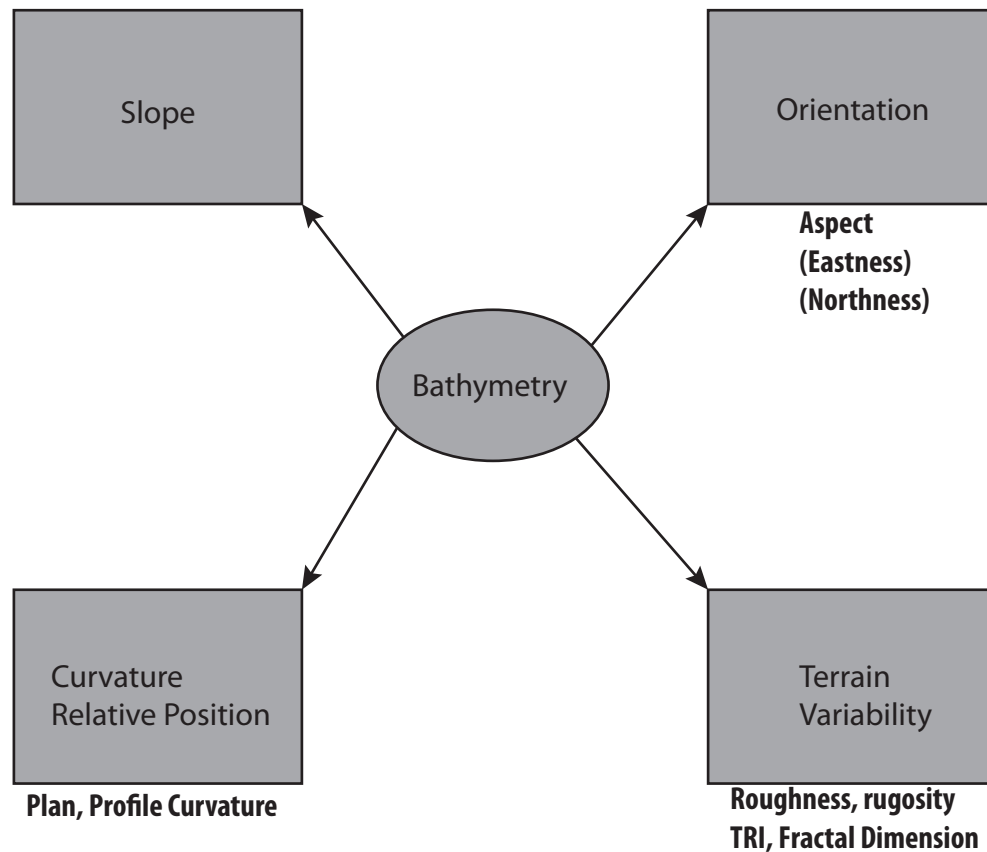 Slope
Orientation
Aspect
(Eastness)
(Northness)
Bathymetry
Curvature
Relative Position
Plan, Profile Curvature
Terrain
Variability
Roughness, rugosity
TRI, Fractal Dimension